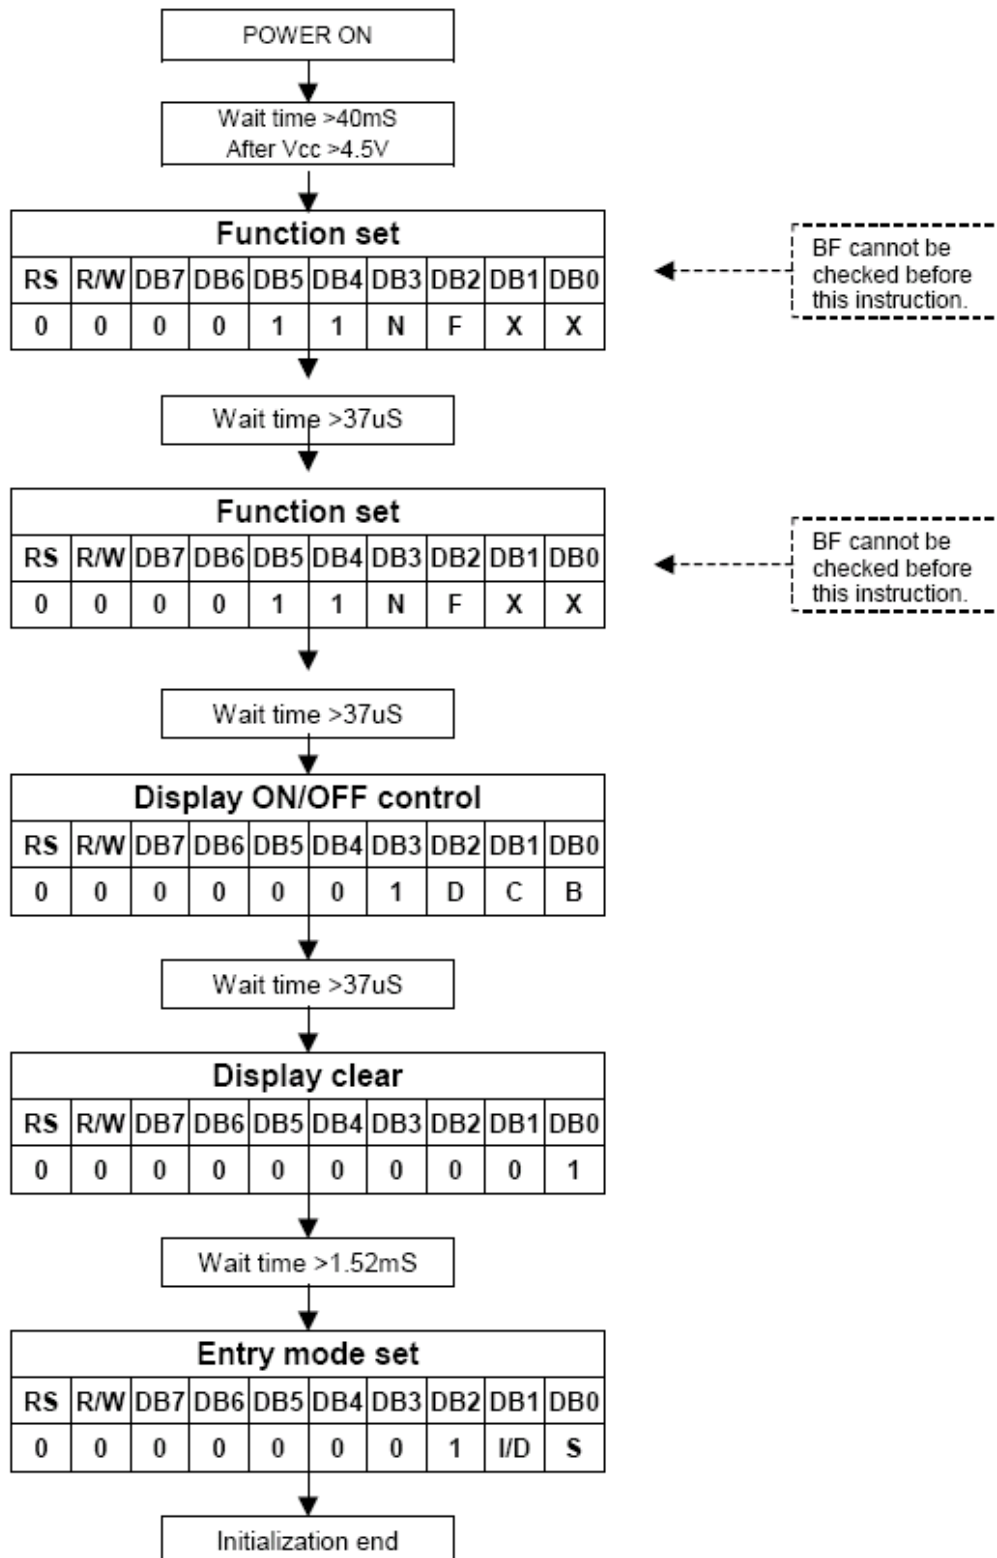 POWER ON
Wait time >40mS
After Vcc >4.5V
Function set
RS R/W DB7 DB6 DB5 DB4 DB3 DB2 DB1 DB0
0 0 0 0 1 1 N F X X
BF cannot be
checked before
this instruction.
Wait time >37uS
Function set
RS R/W DB7 DB6 DB5 DB4 DB3 DB2 DB1 DB0
0 0 0 0 1 1 N F X X
BF cannot be
checked before
this instruction.
Wait time >37uS
Display ON/OFF control
RS R/W DB7 DB6 DB5 DB4 DB3 DB2 DB1 DB0
0 0 0 0 0 0 1 D C B
Wait time >37uS
Display clear
RS R/W DB7 DB6 DB5 DB4 DB3 DB2 DB1 DB0
0 0 0 0 0 0 0 0 0 1
Wait time >1.52mS
Entry mode set
RS R/W DB7 DB6 DB5 DB4 DB3 DB2 DB1 DB0
0 0 0 0 0 0 0 1 I/D S
Initialization end